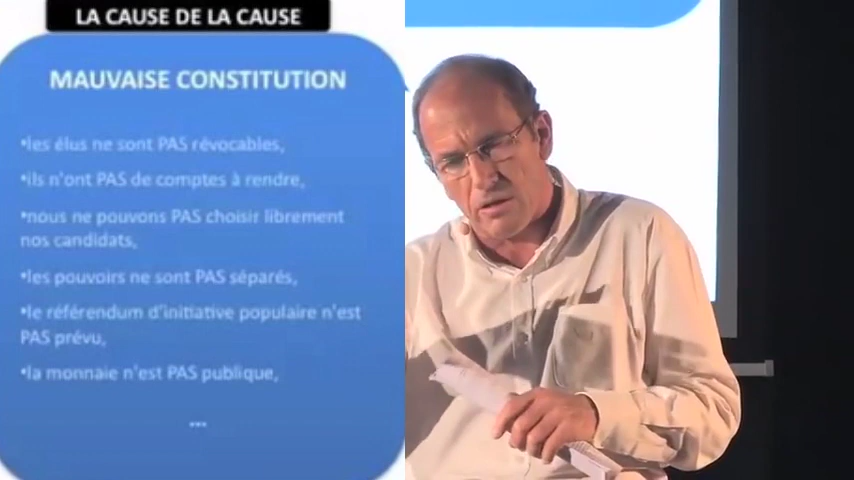 LA CAUSE DE LA CAUSE
MAUVAISE CONSTITUTION
•les élus ne sont PAS révocables,
•ils n'ont PAS de comptes à rendre,
•nous ne pouvons PAS choisir librement
nos candidats,
•les pouvoirs ne sont PAS séparés,
•le référendum d'initiative populaire n'est
PAS prévu,
•la monnaie n'est PAS publique,
...